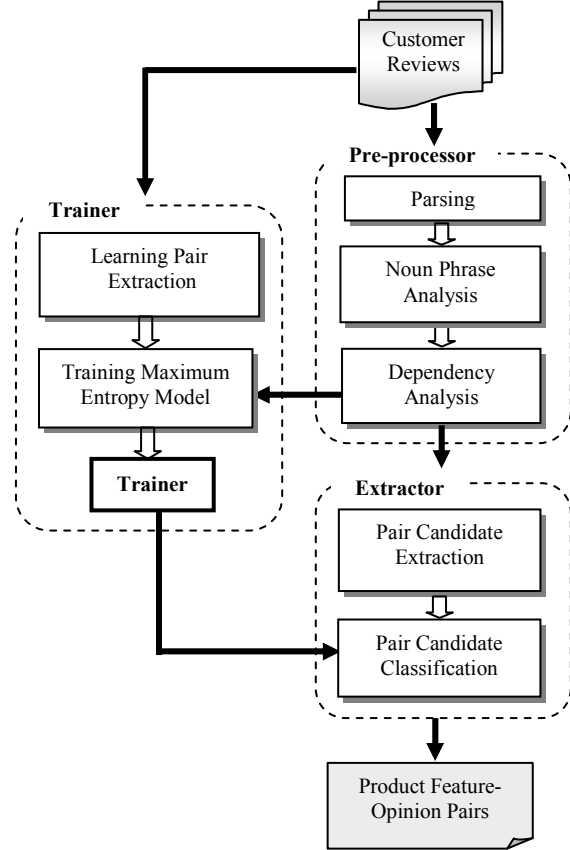 Customer
Reviews
Pre-processor
Parsing
Noun Phrase
Analysis
Dependency
Analysis
Trainer
Learning Pair
Extraction
Training Maximum
Entropy Model
Trainer
Extractor
Pair Candidate
Extraction
Pair Candidate
Classification
Product Feature-
Opinion Pairs